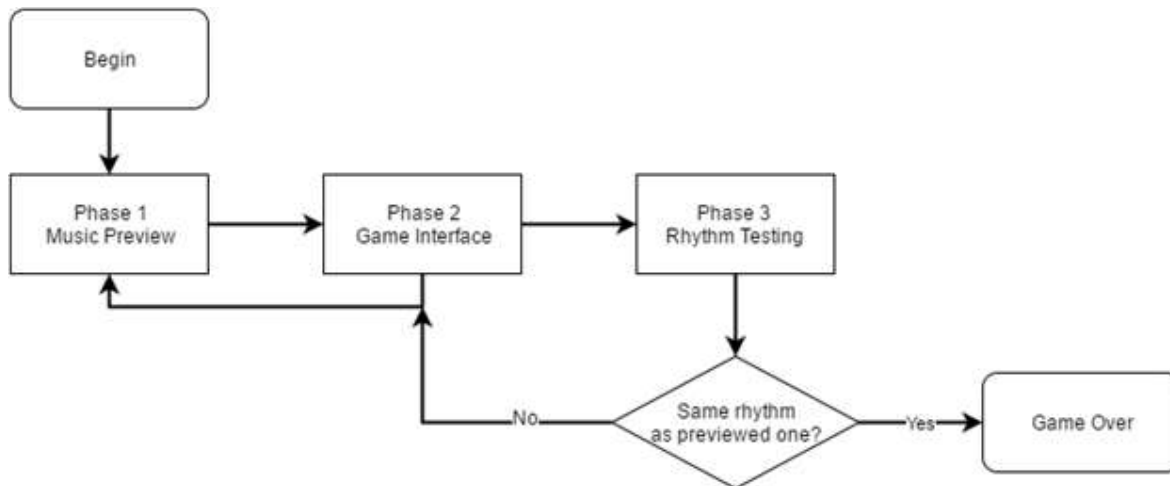 Begin
Phase 1
Music Preview
Phase 2
Game Interface
Phase 3
Rhythm Testing
Same rhythm
as previewed one?
No
Yes
Game Over